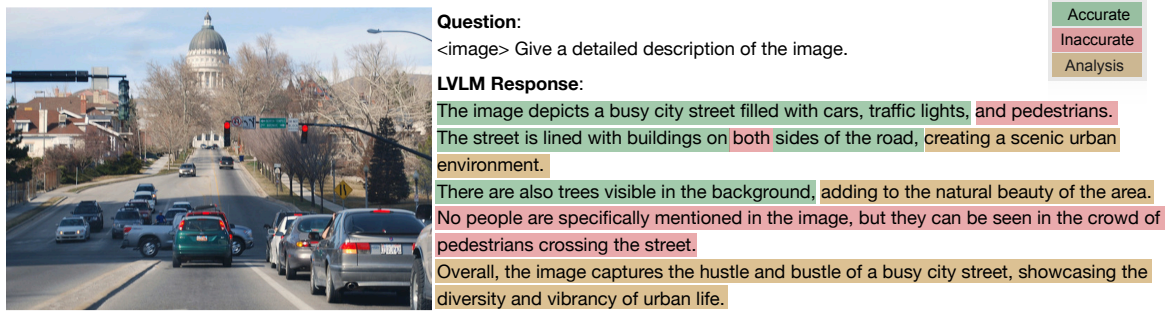 Question:
<image> Give a detailed description of the image.
LVLM Response:
The image depicts a busy city street filled with cars, traffic lights, and pedestrians.
The street is lined with buildings on both sides of the road, creating a scenic urban
environment.
There are also trees visible in the background, adding to the natural beauty of the area.
No people are specifically mentioned in the image, but they can be seen in the crowd of
pedestrians crossing the street.
Overall, the image captures the hustle and bustle of a busy city street, showcasing the
diversity and vibrancy of urban life.
Accurate
Inaccurate
Analysis